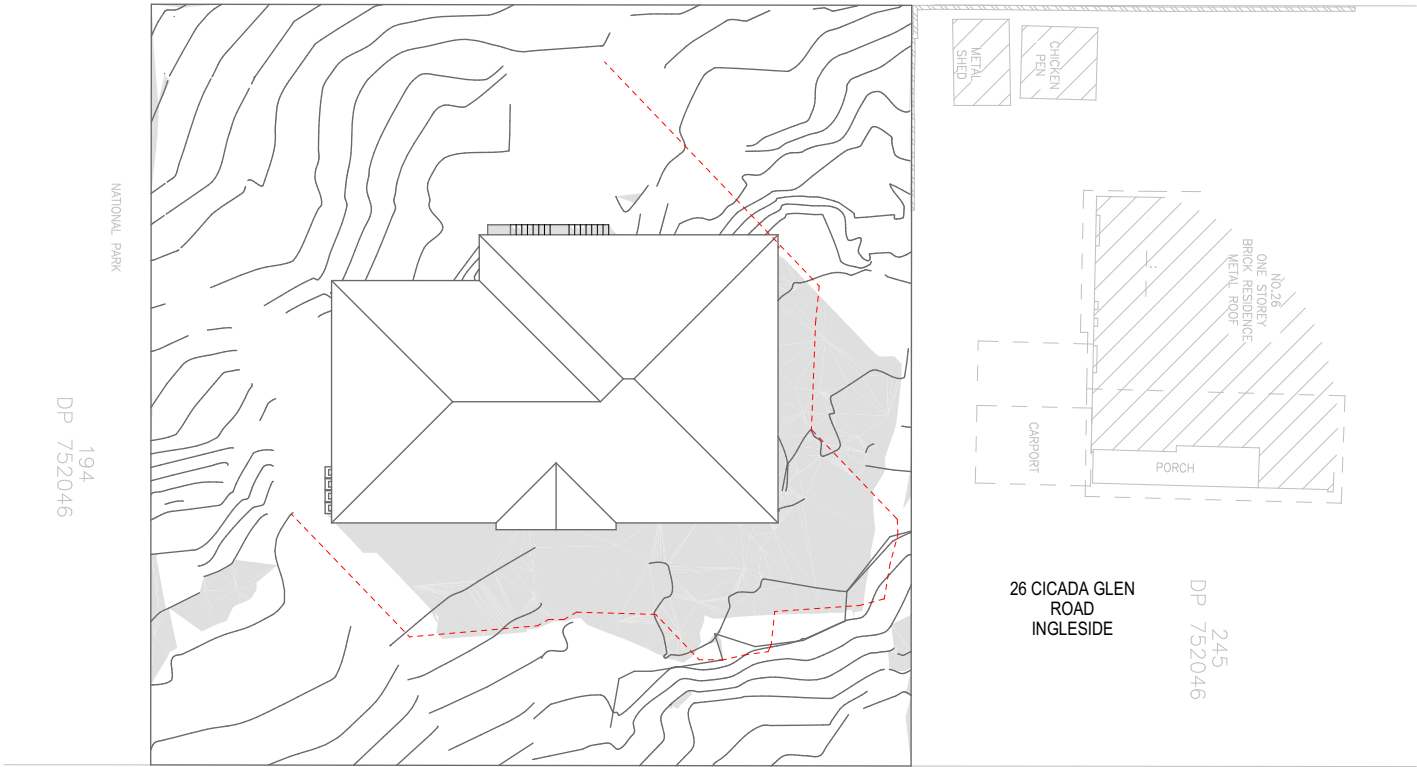 METAL
SHED
CHICKEN
PEN
NATIONAL PARK
NO.26
ONE STOREY
BRICK RESIDENCE
METAL ROOF
194
DP 752046
CARPORT
PORCH
26 CICADA GLEN
ROAD
INGLESIDE
245
DP 752046